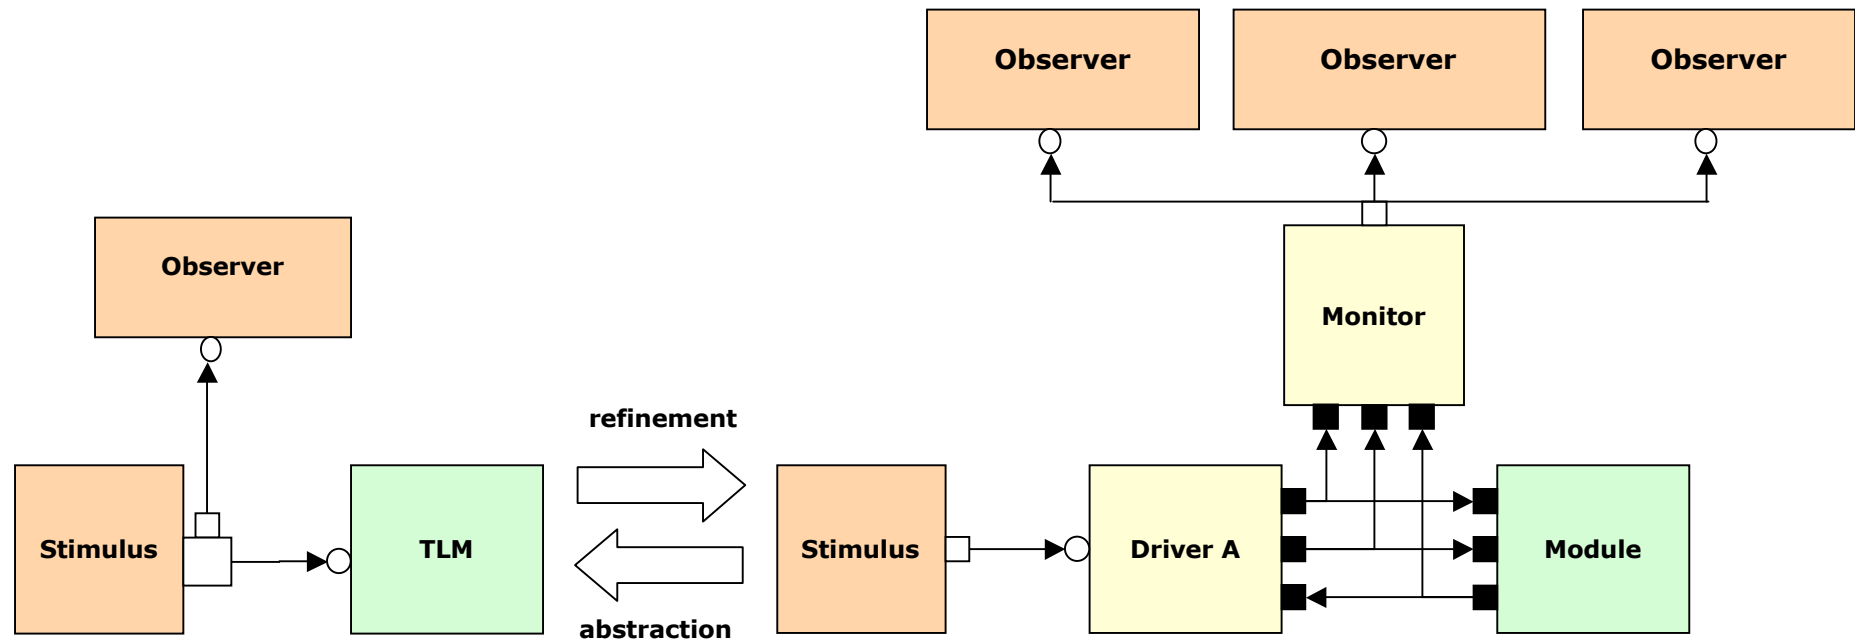 Observer
Observer
Observer
Observer
Monitor
refinement
Stimulus
TLM
Stimulus
Driver A
Module
abstraction